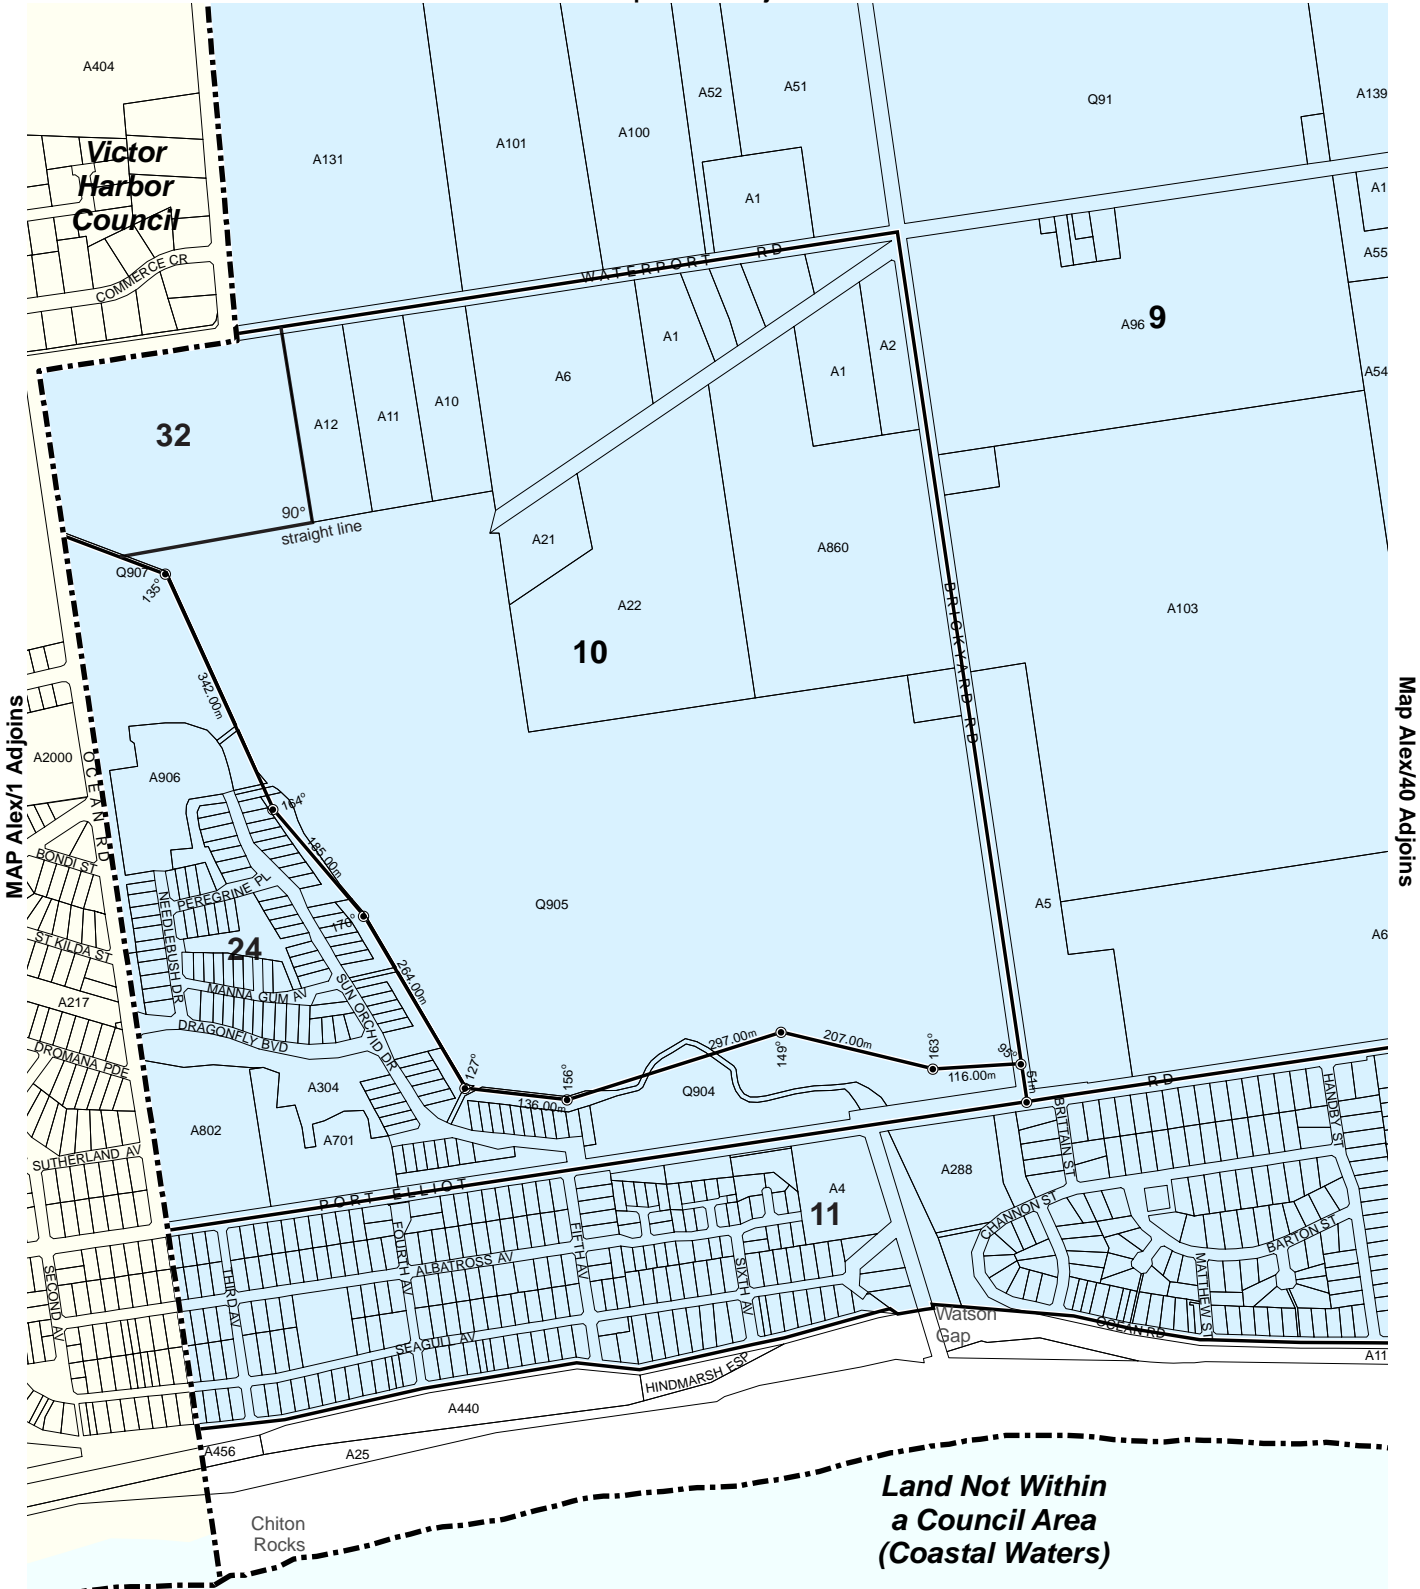 A404
A131
A101
A100
A52
A51
Q91
A139
Victor
Harbor
Council
A1
A1
COMMERCE CR
WATERPORT RD
A55
A96
9
A1
A2
A6
A1
A54
32
A12
A11
A10
90°
straight line
A21
A860
Q907
135°
A22
A103
10
BRICKYARD RD
342.00m
MAP Alex/1 Adjoins
Map Alex/40 Adjoins
A2000
OCEAN RD
A906
164°
185.00m
BONDI ST
PEREGRINE PL
NEEDLEBUSH DR
170°
Q905
A5
A6
ST KILDA ST
24
264.00m
MANNA GUM AV
SUN ORCHID DR
A217
DRAGONFLY BVD
DROMANA PDE
297.00m
149°
207.00m
163°
95°
116.00m
51m
127°
156°
136.00m
A304
Q904
RD
HANDBY ST
BRITTAIN ST
A802
A701
SUTHERLAND AV
PORT ELLIOT
A288
A4
11
CHANNON ST
BARTON ST
FOURTH AV
FIFTH AV
ALBATROSS AV
SIXTH AV
THIRD AV
SECOND AV
MATTHEW ST
SEAGULL AV
Watson
Gap
OCEAN RD
A11
HINDMARSH ESP
A440
A456
A25
Chiton
Rocks
Land Not Within
a Council Area
(Coastal Waters)